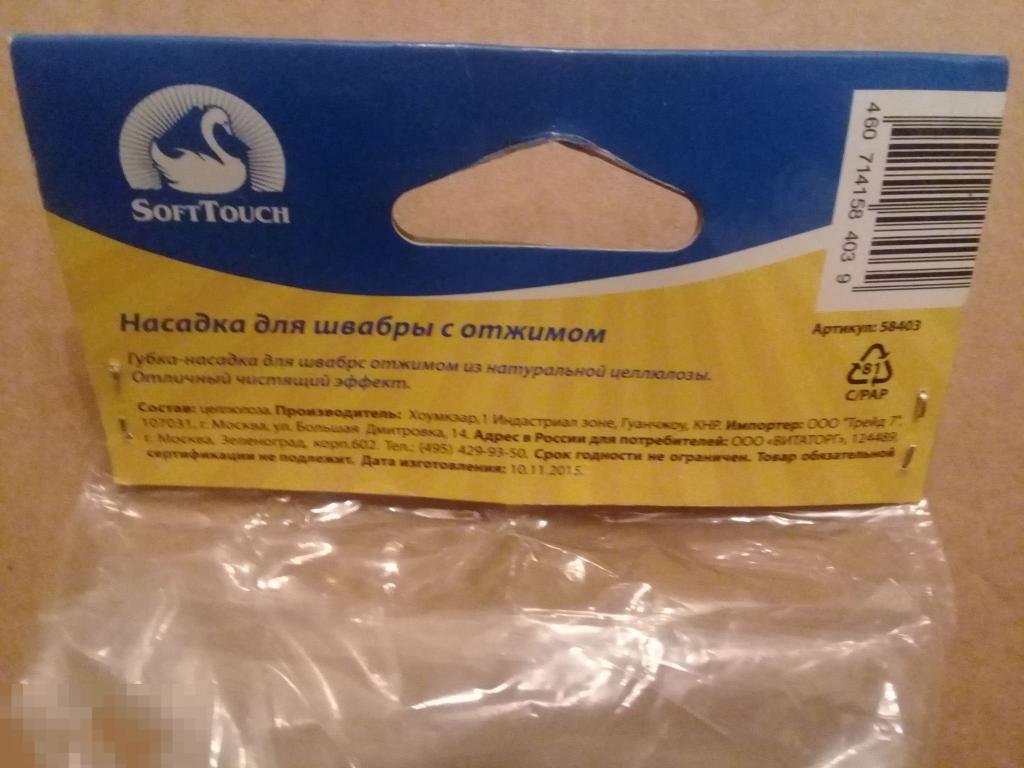 SOFTTOUCH
4 60 714158 403 9
НАСАДКА ДЛЯ ШВАБРЫ С ОТЖИМОМ
Артикул: 58403
Губка-насадка для швабрс отжимом из натуральной целлюлозы.
Отличный чистящий эффект.
81
C/PAP
Состав: целлюлоза. Производитель: Хоумкэар,1 Индастриал зоне, Гуанчжоу, КНР. Импортер: ООО "Трейд 7",
107031, г. Москва, ул. Большая Дмитровка, 14. Адрес в России для потребителей: ООО «ВИТАТОРГ», 124489,
г. Москва, Зеленоград, корп.602. Тел.: (495) 429-93-50. Срок годности не ограничен. Товар обязательной
сертификации не подлежит. Дата изготовления: 10.11.2015.